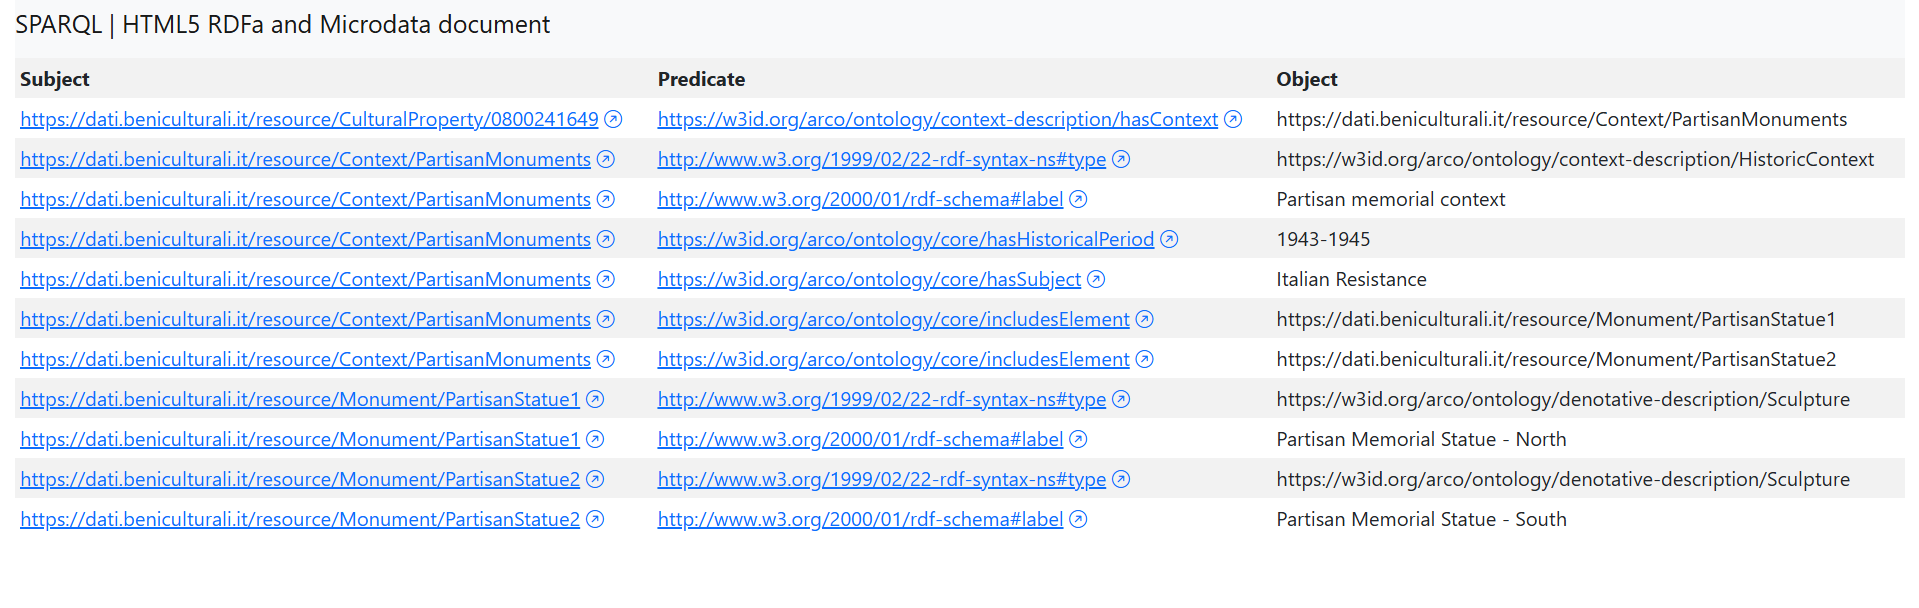 SPARQL | HTML5 RDFa and Microdata document
Subject Predicate Object
https://dati.beniculturali.it/resource/CulturalProperty/0800241649 https://w3id.org/arco/ontology/context-description/hasContext https://dati.beniculturali.it/resource/Context/PartisanMonuments
https://dati.beniculturali.it/resource/Context/PartisanMonuments http://www.w3.org/1999/02/22-rdf-syntax-ns#type https://w3id.org/arco/ontology/context-description/HistoricContext
https://dati.beniculturali.it/resource/Context/PartisanMonuments http://www.w3.org/2000/01/rdf-schema#label Partisan memorial context
https://dati.beniculturali.it/resource/Context/PartisanMonuments https://w3id.org/arco/ontology/core/hasHistoricalPeriod 1943-1945
https://dati.beniculturali.it/resource/Context/PartisanMonuments https://w3id.org/arco/ontology/core/hasSubject Italian Resistance
https://dati.beniculturali.it/resource/Context/PartisanMonuments https://w3id.org/arco/ontology/core/includesElement https://dati.beniculturali.it/resource/Monument/PartisanStatue1
https://dati.beniculturali.it/resource/Context/PartisanMonuments https://w3id.org/arco/ontology/core/includesElement https://dati.beniculturali.it/resource/Monument/PartisanStatue2
https://dati.beniculturali.it/resource/Monument/PartisanStatue1 http://www.w3.org/1999/02/22-rdf-syntax-ns#type https://w3id.org/arco/ontology/denotative-description/Sculpture
https://dati.beniculturali.it/resource/Monument/PartisanStatue1 http://www.w3.org/2000/01/rdf-schema#label Partisan Memorial Statue - North
https://dati.beniculturali.it/resource/Monument/PartisanStatue2 http://www.w3.org/1999/02/22-rdf-syntax-ns#type https://w3id.org/arco/ontology/denotative-description/Sculpture
https://dati.beniculturali.it/resource/Monument/PartisanStatue2 http://www.w3.org/2000/01/rdf-schema#label Partisan Memorial Statue - South